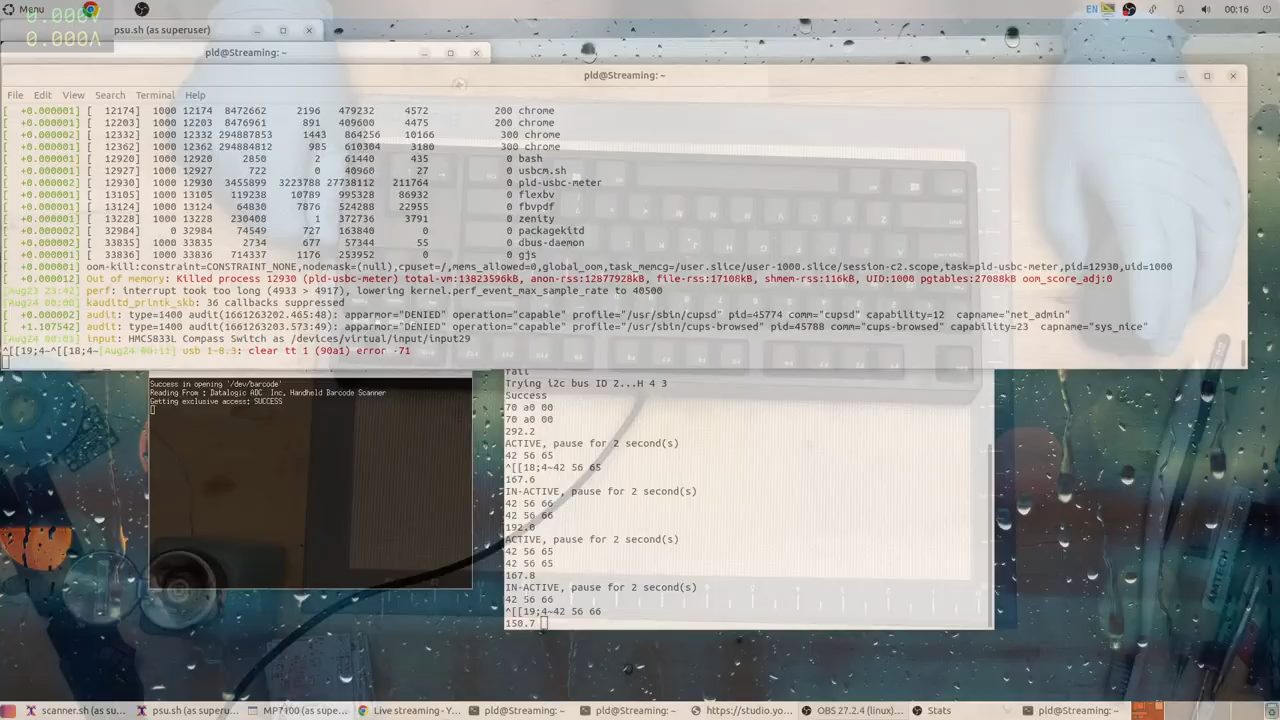 Menu
EN
00:16
0.000V
0.000A
psu.sh (as superuser)
pld@Streaming: ~
pld@Streaming: ~
File Edit View Search Terminal Help
[ +0.000001] [ 12174] 1000 12174 8472662 2196 479232 4572 200 chrome
[ +0.000001] [ 12203] 1000 12203 8476961 891 409600 4475 200 chrome
[ +0.000002] [ 12332] 1000 12332 294887853 1443 864256 10166 300 chrome
[ +0.000001] [ 12362] 1000 12362 294884812 985 610304 3180 300 chrome
[ +0.000001] [ 12920] 1000 12920 2850 2 61440 435 0 bash
[ +0.000001] [ 12927] 1000 12927 722 0 40960 27 0 usbcm.sh
[ +0.000002] [ 12930] 1000 12930 3455899 3223788 27738112 211764 0 pld-usbc-meter
[ +0.000001] [ 13105] 1000 13105 119238 10789 995328 86932 0 flexbv
[ +0.000001] [ 13124] 1000 13124 64830 7876 524288 22955 0 fbvpdf
[ +0.000001] [ 13228] 1000 13228 230408 1 372736 3791 0 zenity
[ +0.000001] [ 32984] 0 32984 74549 727 163840 0 0 packagekitd
[ +0.000002] [ 33835] 1000 33835 2734 677 57344 55 0 dbus-daemon
[ +0.000001] [ 33836] 1000 33836 29271 1176 253952 0 0 gjs
[ +0.000001] oom-kill:constraint=CONSTRAINT_NONE,nodemask=(null),cpuset=/,mems_allowed=0,global_oom,task_memcg=/user.slice/user-1000.slice/session-c2.scope,task=pld-usbc-meter,pid=12930,uid=1000
[ +0.000012] Out of memory: Killed process 12930 (pld-usbc-meter) total-vm:13823596kB, anon-rss:12877928kB, file-rss:17108kB, shmem-rss:116kB, UID:1000 pgtables:27088kB oom_score_adj:0
[Aug23 23:42] perf: interrupt took too long (4933 > 4917), lowering kernel.perf_event_max_sample_rate to 40500
[Aug24 00:00] kauditd_printk_skb: 36 callbacks suppressed
[ +0.000002] audit: type=1400 audit(1661263202.465:48): apparmor="DENIED" operation="capable" profile="/usr/sbin/cupsd" pid=45774 comm="cupsd" capability=12 capname="net_admin"
[ +1.107542] audit: type=1400 audit(1661263203.573:49): apparmor="DENIED" operation="capable" profile="/usr/sbin/cups-browsed" pid=45788 comm="cups-browsed" capability=23 capname="sys_nice"
[Aug24 00:03] input: HMC5833L Compass Switch as /devices/virtual/input/input29
^[[19;4~^[[18;4~[Aug24 00:11] usb 1-8.3: clear tt 1 (90a1) error -71
Success in opening '/dev/barcode'
Reading From : Datalogic ADC Inc. Handheld Barcode Scanner
Getting exclusive access: SUCCESS
fail
Trying i2c bus ID 2...H 4 3
Success
70 a0 00
70 a0 00
292.2
ACTIVE, pause for 2 second(s)
42 56 65
^[[18;4~42 56 65
167.6
IN-ACTIVE, pause for 2 second(s)
42 56 66
42 56 66
192.0
ACTIVE, pause for 2 second(s)
42 56 65
42 56 65
167.8
IN-ACTIVE, pause for 2 second(s)
42 56 66
^[[19;4~42 56 66
150.7
AMTECH
scanner.sh (as su...
psu.sh (as superu...
MP7100 (as supe...
Live streaming - Y...
pld@Streaming: ~
pld@Streaming: ~
https://studio.yo...
OBS 27.2.4 (linux)...
Stats
pld@Streaming: ~